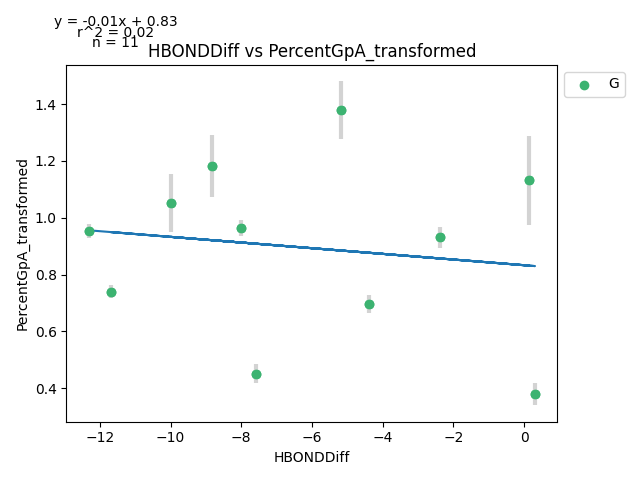 y = -0.01x + 0.83
r^2 = 0.02
n = 11
HBONDDiff vs PercentGpA_transformed
G
PercentGpA_transformed
1.4
1.2
1.0
0.8
0.6
0.4
−12 −10 −8 −6 −4 −2 0
HBONDDiff